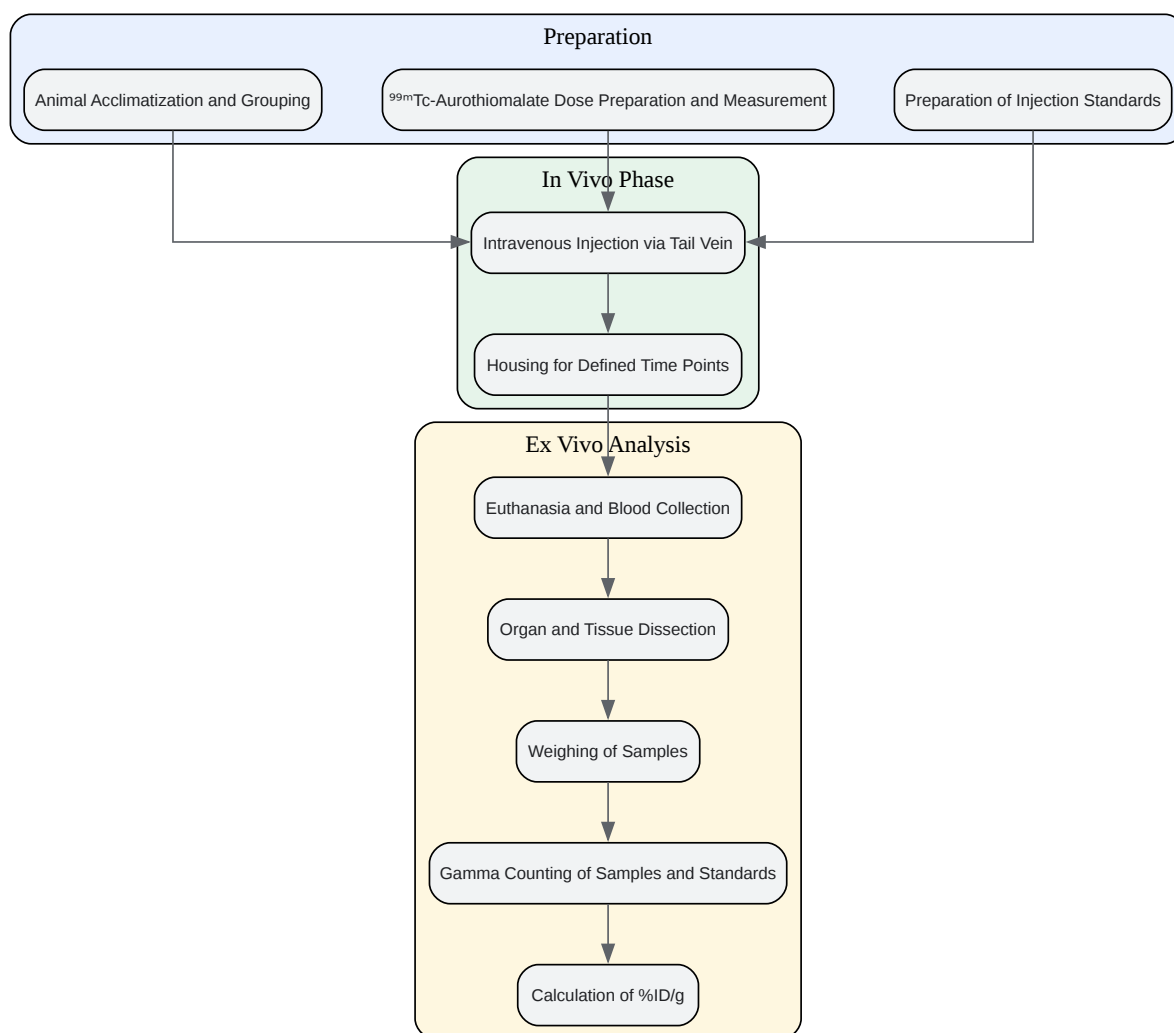 Preparation
Animal Acclimatization and Grouping
⁹⁹ᵐTc-Aurothiomalate Dose Preparation and Measurement
Preparation of Injection Standards
In Vivo Phase
Intravenous Injection via Tail Vein
Housing for Defined Time Points
Ex Vivo Analysis
Euthanasia and Blood Collection
Organ and Tissue Dissection
Weighing of Samples
Gamma Counting of Samples and Standards
Calculation of %ID/g